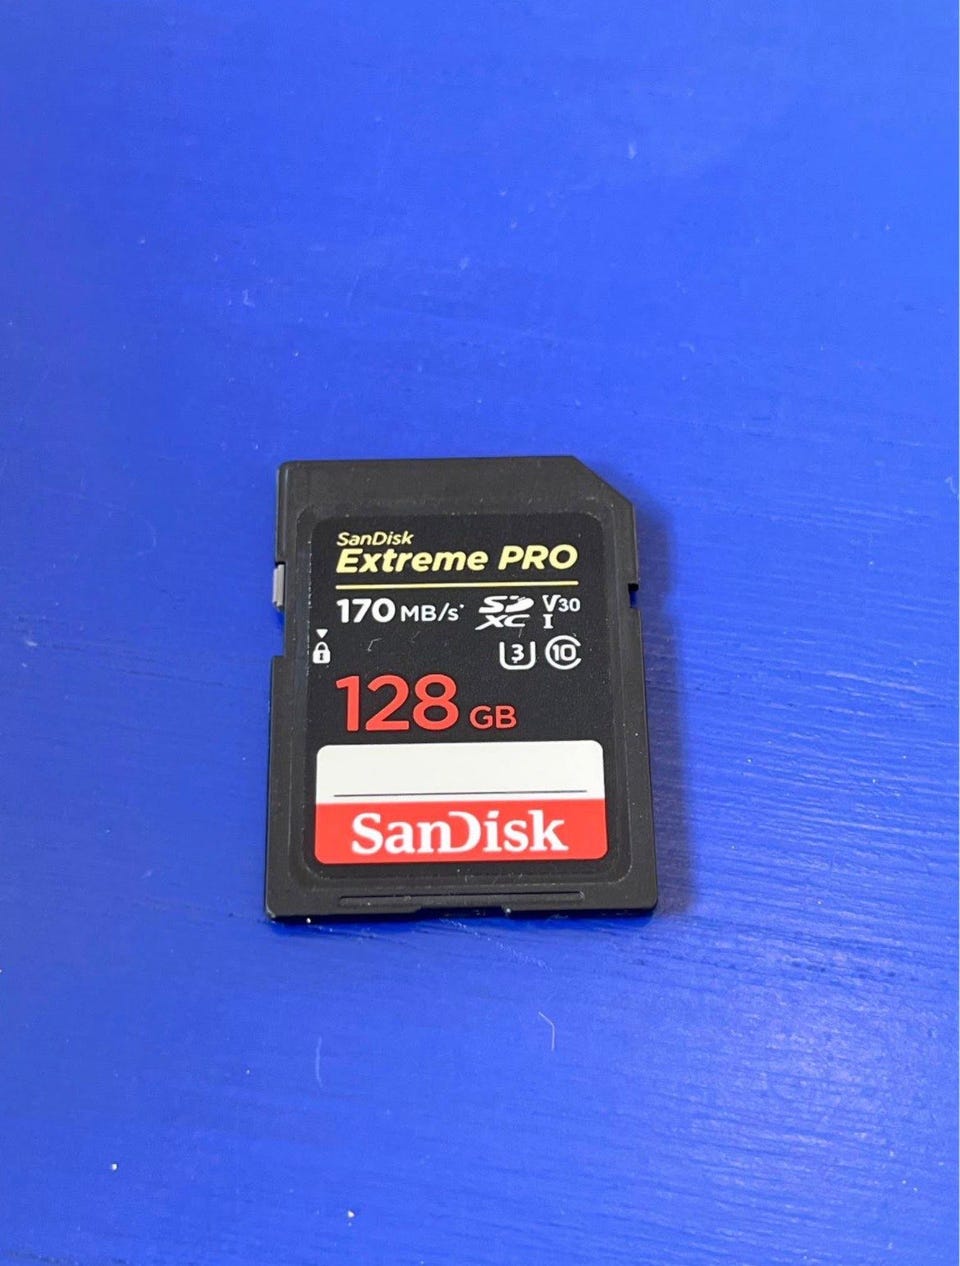 SanDisk
Extreme PRO
170 MB/s* SD XC V30 I
3 10
128 GB
SanDisk